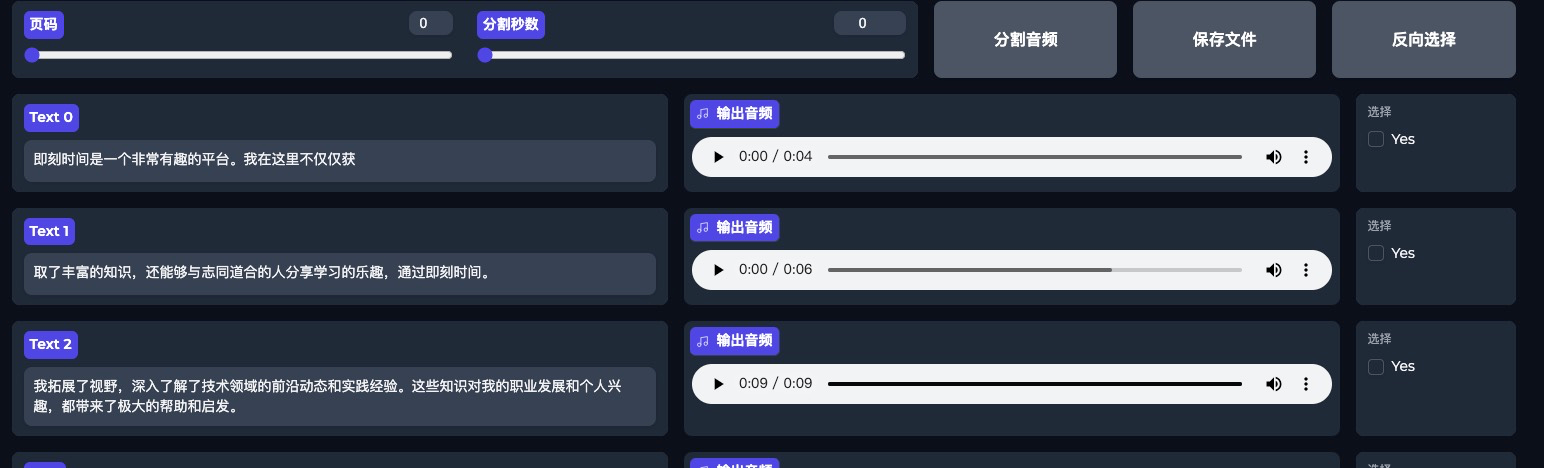 页码 0 分割秒数 0 分割音频 保存文件 反向选择
Text 0
即刻时间是一个非常有趣的平台。我在这里不仅仅获
输出音频
0:00 / 0:04
选择
Yes
Text 1
取了丰富的知识，还能够与志同道合的人分享学习的乐趣，通过即刻时间。
输出音频
0:00 / 0:06
选择
Yes
Text 2
我拓展了视野，深入了解了技术领域的前沿动态和实践经验。这些知识对我的职业发展和个人兴
趣，都带来了极大的帮助和启发。
输出音频
0:09 / 0:09
选择
Yes
输出音频
选择